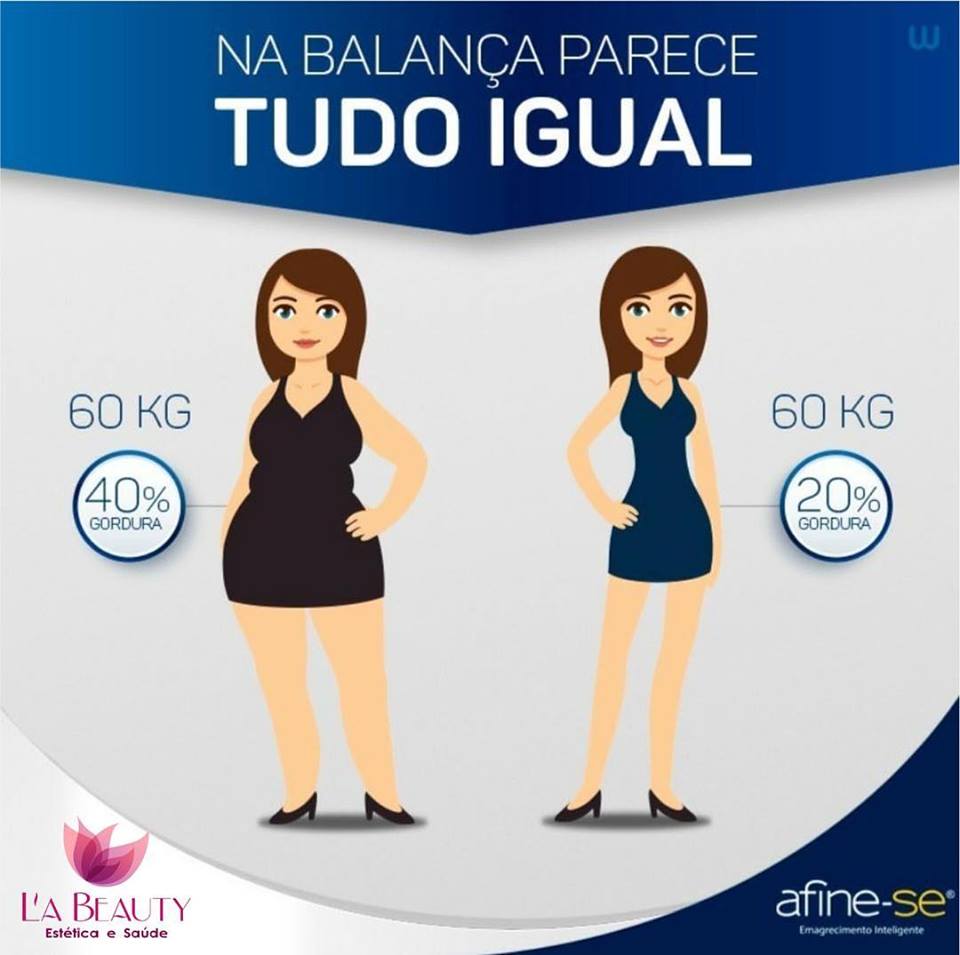 W
NA BALANÇA PARECE
TUDO IGUAL
60 KG
40%
GORDURA
60 KG
20%
GORDURA
L'A BEAUTY
Estética e Saúde
afine-se®
Emagrecimento Inteligente